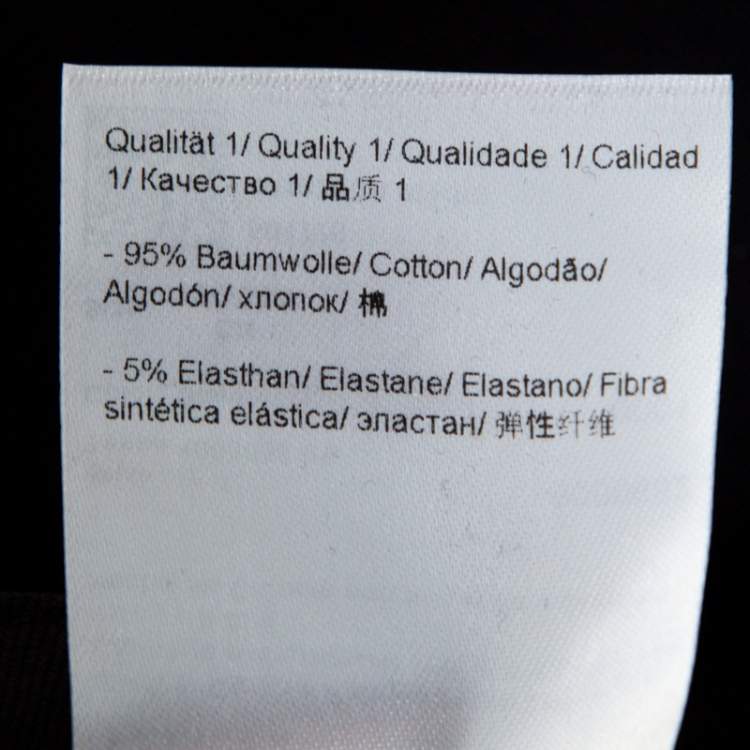 Qualität 1/ Quality 1/ Qualidade 1/ Calidad
1/ Качество 1/ 品质 1
- 95% Baumwolle/ Cotton/ Algodão/
Algodón/ хлопок/ 棉
- 5% Elasthan/ Elastane/ Elastano/ Fibra
sintética elástica/ эластан/ 弹性纤维